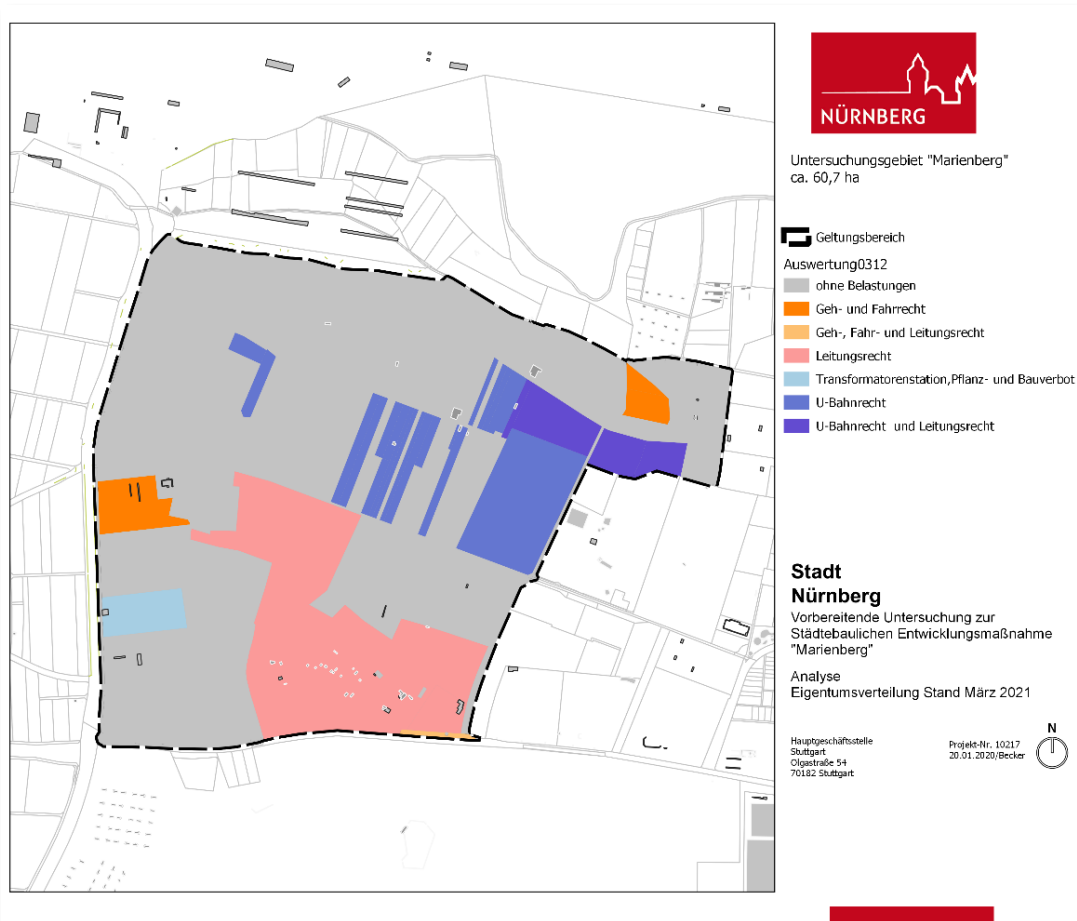 NÜRNBERG
Untersuchungsgebiet "Marienberg"
ca. 60,7 ha
Geltungsbereich
Auswertung0312
ohne Belastungen
Geh- und Fahrrecht
Geh-, Fahr- und Leitungsrecht
Leitungsrecht
Transformatorenstation,Pflanz- und Bauverbot
U-Bahnrecht
U-Bahnrecht und Leitungsrecht
Stadt
Nürnberg
Vorbereitende Untersuchung zur
Städtebaulichen Entwicklungsmaßnahme
"Marienberg"
Analyse
Eigentumsverteilung Stand März 2021
Hauptgeschäftsstelle
Stuttgart
Olgastraße 54
70182 Stuttgart
Projekt-Nr. 10217
20.01.2020/Becker
N